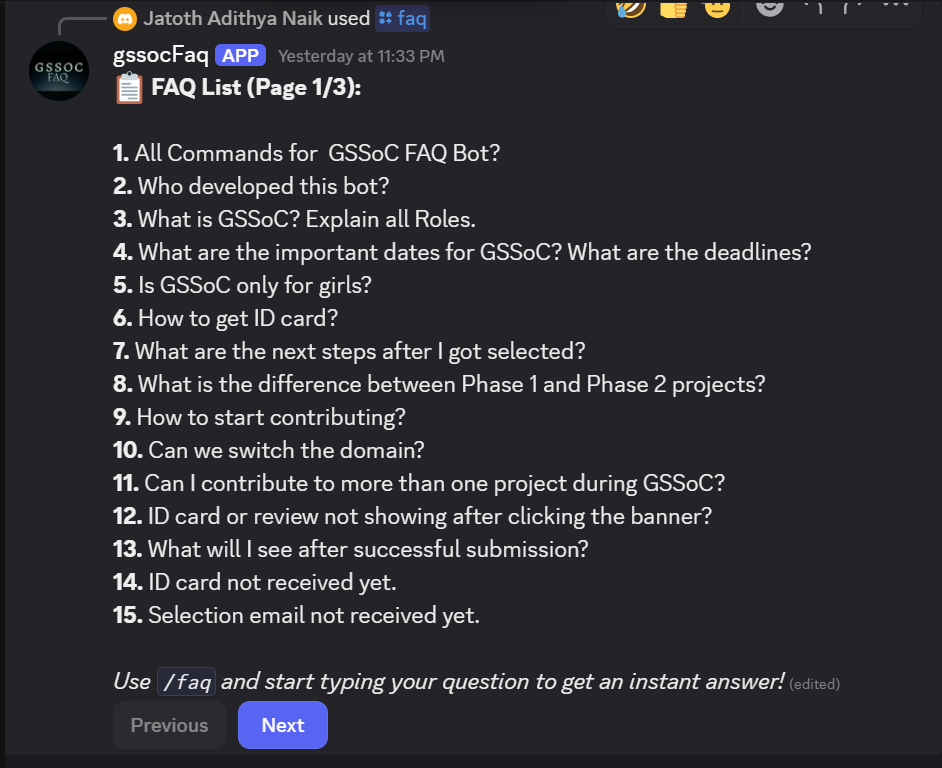 Jatoth Adithya Naik used faq
GSSOC
FAQ
gssocFaq APP Yesterday at 11:33 PM
📋 FAQ List (Page 1/3):
1. All Commands for  GSSoC FAQ Bot?
2. Who developed this bot?
3. What is GSSoC? Explain all Roles.
4. What are the important dates for GSSoC? What are the deadlines?
5. Is GSSoC only for girls?
6. How to get ID card?
7. What are the next steps after I got selected?
8. What is the difference between Phase 1 and Phase 2 projects?
9. How to start contributing?
10. Can we switch the domain?
11. Can I contribute to more than one project during GSSoC?
12. ID card or review not showing after clicking the banner?
13. What will I see after successful submission?
14. ID card not received yet.
15. Selection email not received yet.
Use /faq and start typing your question to get an instant answer! (edited)
Previous Next